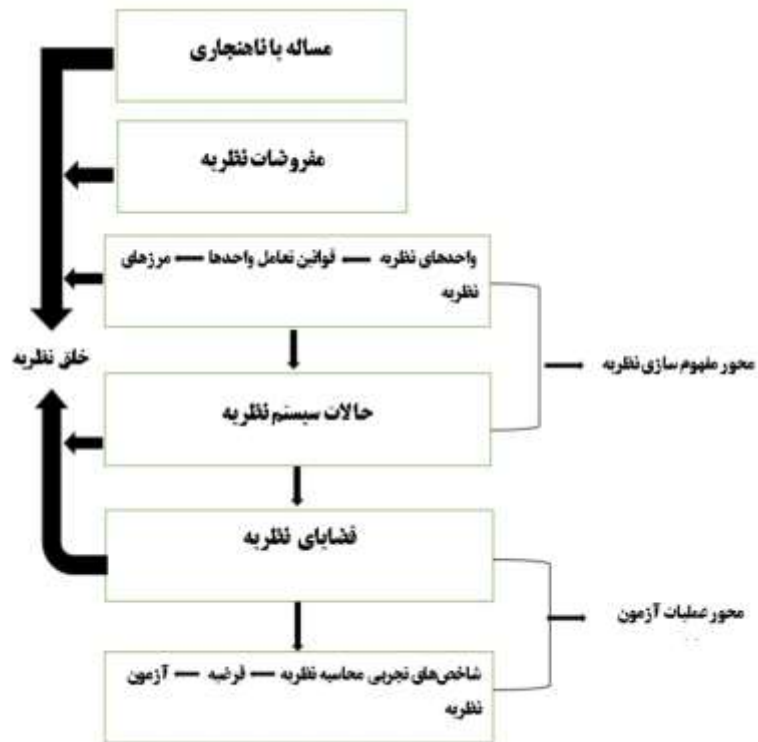 مساله یا ناهنجاری
مفروضات نظریه
واحدهای نظریه — قوانین تعامل واحدها — مرزهای
نظریه
خلق نظریه
محور مفهوم سازی نظریه
حالات سیستم نظریه
قضایای نظریه
محور عملیات آزمون
شاخص‌های تجربی محاسبه نظریه — فرضیه — آزمون
نظریه